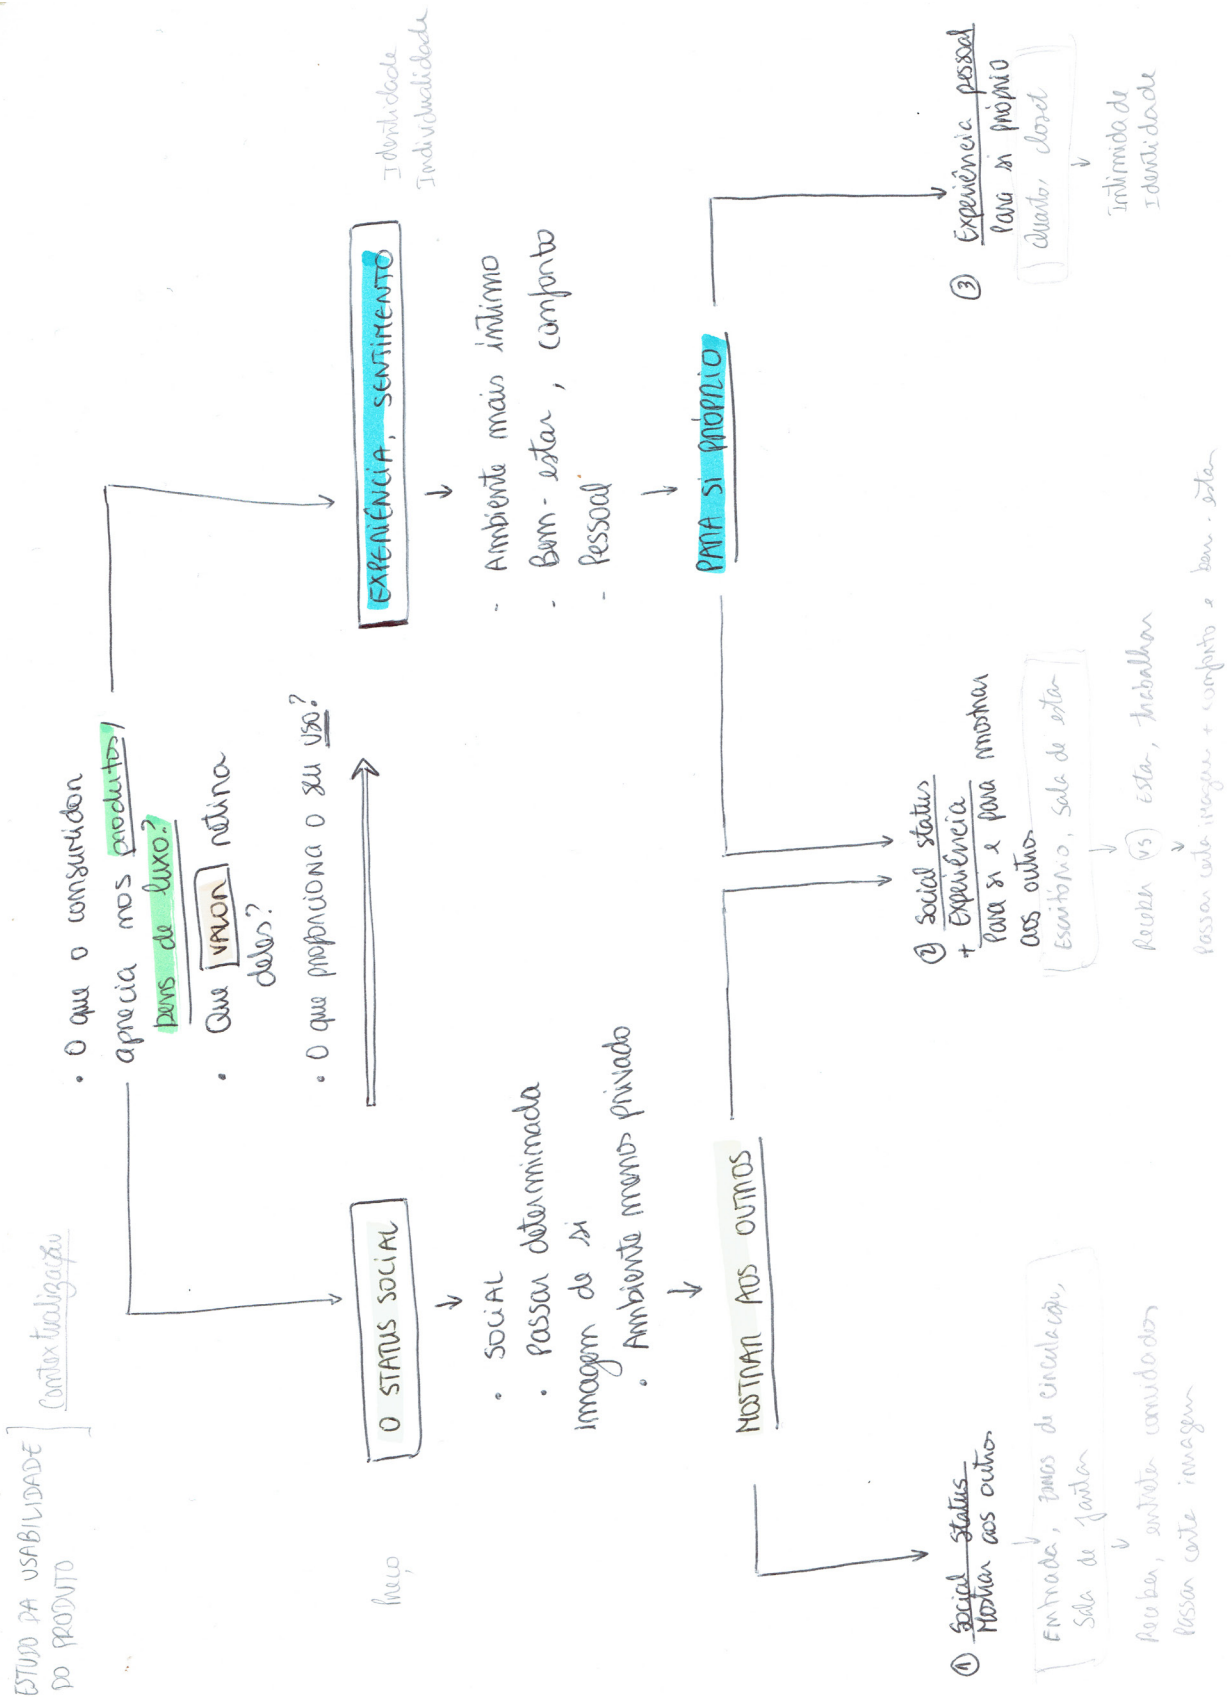 ESTUDO DA USABILIDADE
DO PRODUTO
Contextualização
• O que o consumidor
aprecia nos produtos/
bens de luxo?
• Que VALOR retira
deles?
• O que proporciona o seu uso?
Preço
O STATUS SOCIAL
EXPERIÊNCIA, SENTIMENTO
Identidade
Individualidade
• SOCIAL
• Passar determinada
imagem de si
• Ambiente menos privado
- Ambiente mais íntimo
- Bem-estar, conforto
- Pessoal
MOSTRAR AOS OUTROS
PARA SI PRÓPRIO
① Social Status
Mostrar aos outros
Entrada, zonas de circulação,
Sala de jantar
Receber, entreter convidados
Passar certa imagem
② Social status
+ Experiência
Para si e para mostrar
aos outros
Escritório, Sala de estar
Receber VS Estar, trabalhar
Passar certa imagem + conforto e bem-estar
③ Experiência pessoal
Para si próprio
Quarto, closet
Intimidade
Identidade